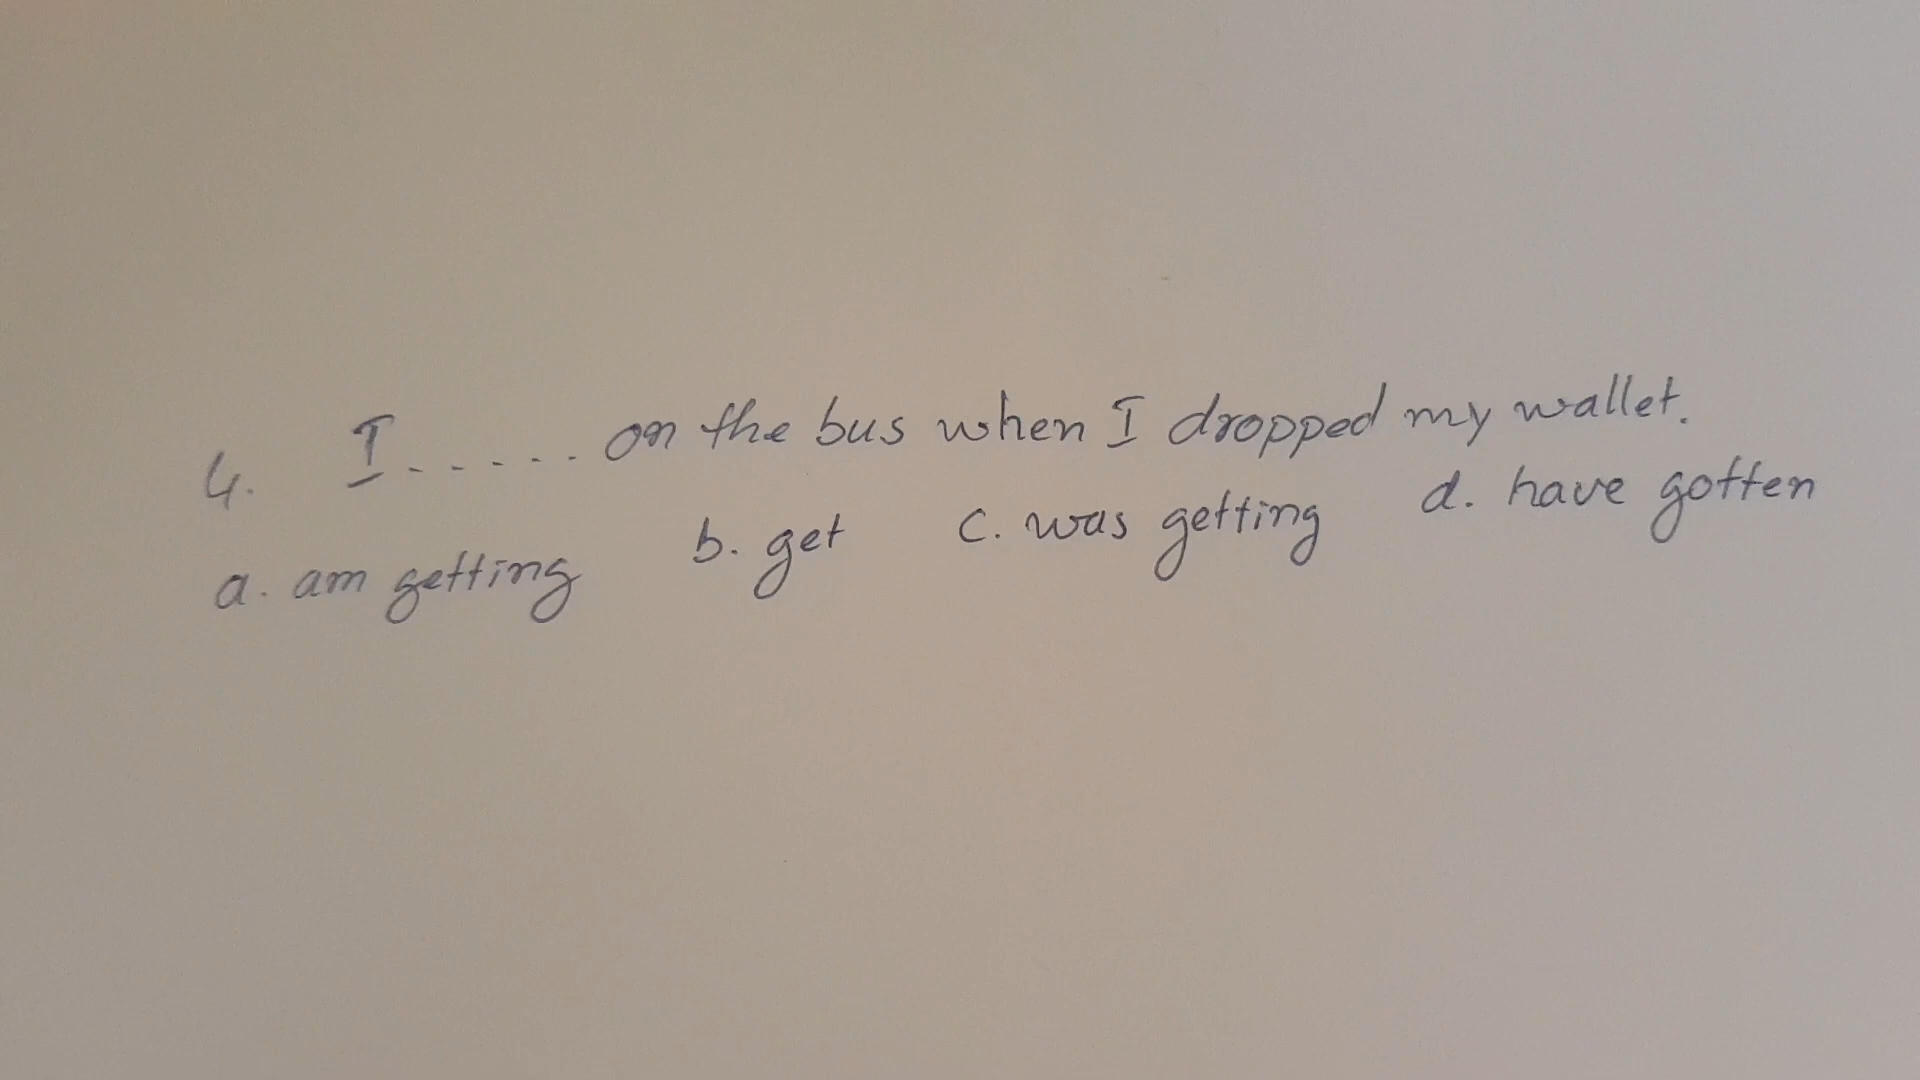 4. I ...... on the bus when I dropped my wallet.
a. am getting b. get c. was getting d. have gotten